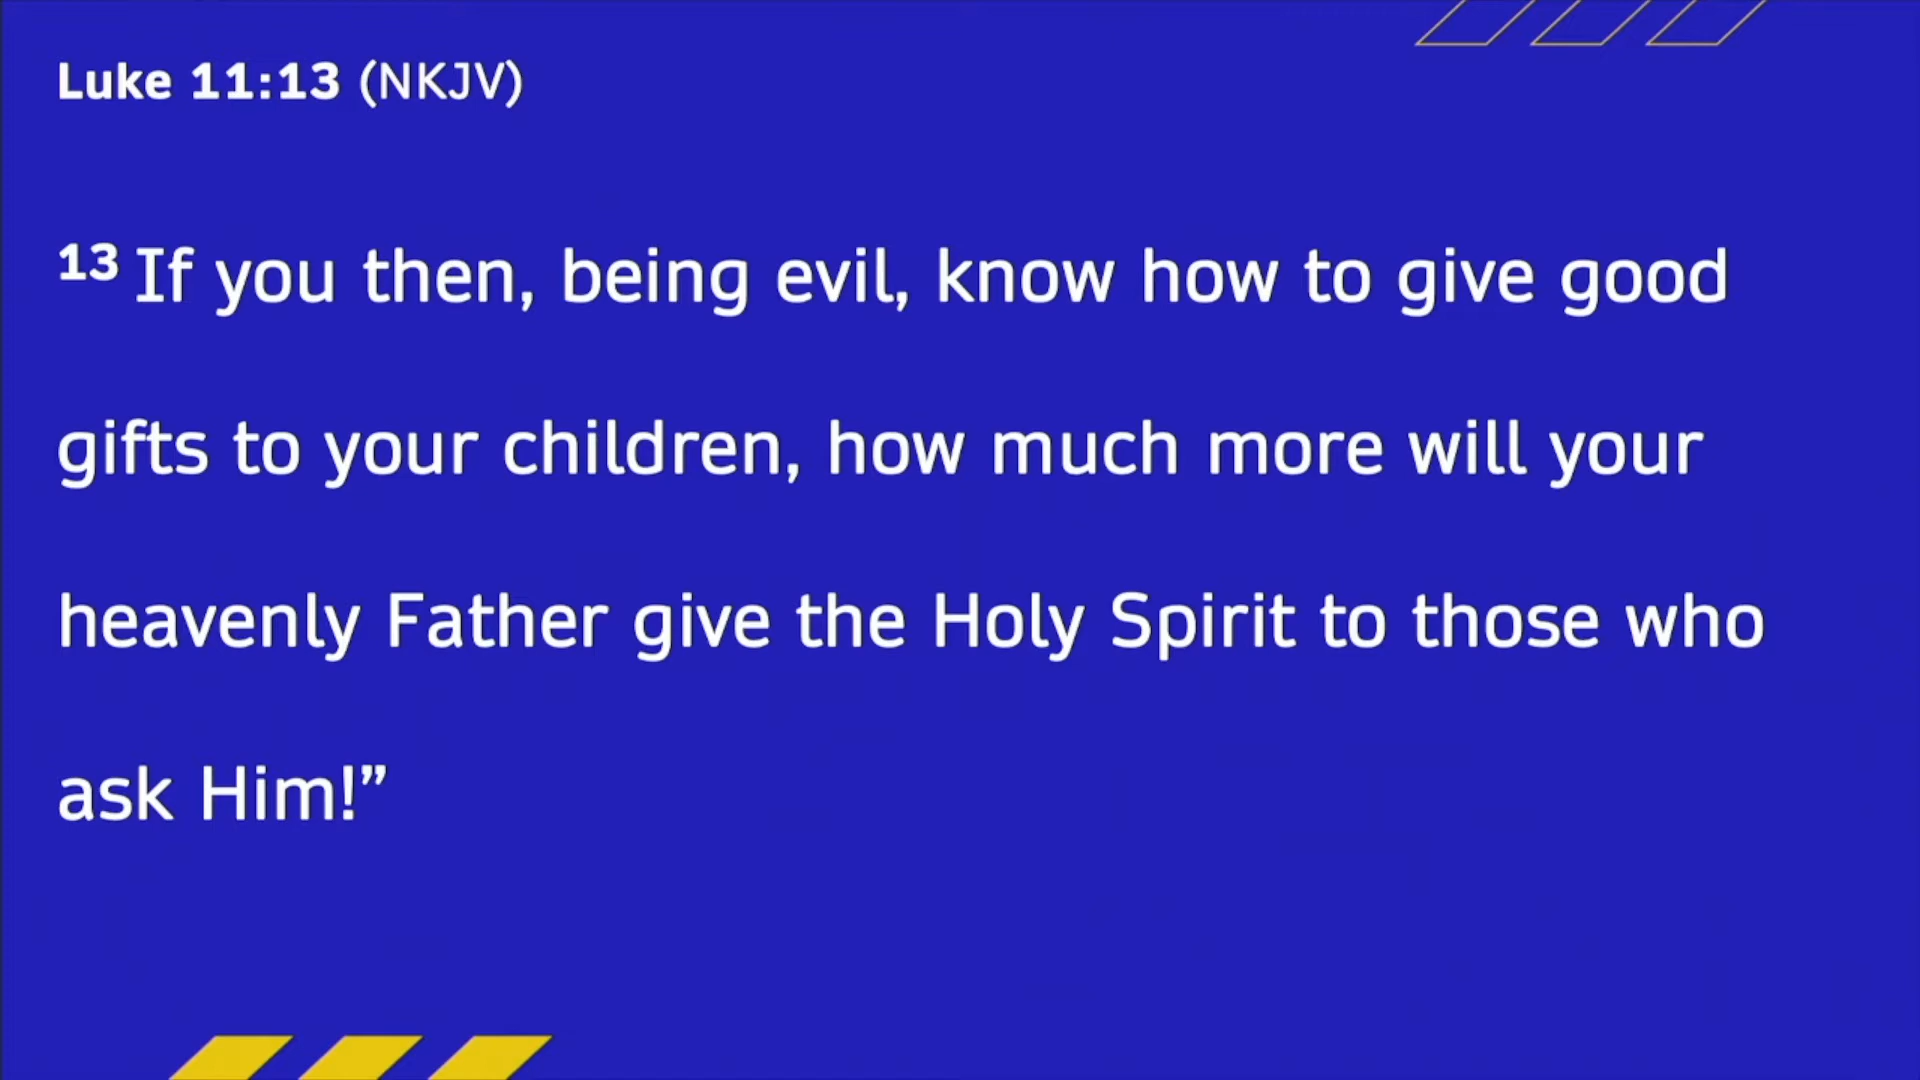 Luke 11:13 (NKJV)
13 If you then, being evil, know how to give good
gifts to your children, how much more will your
heavenly Father give the Holy Spirit to those who
ask Him!”